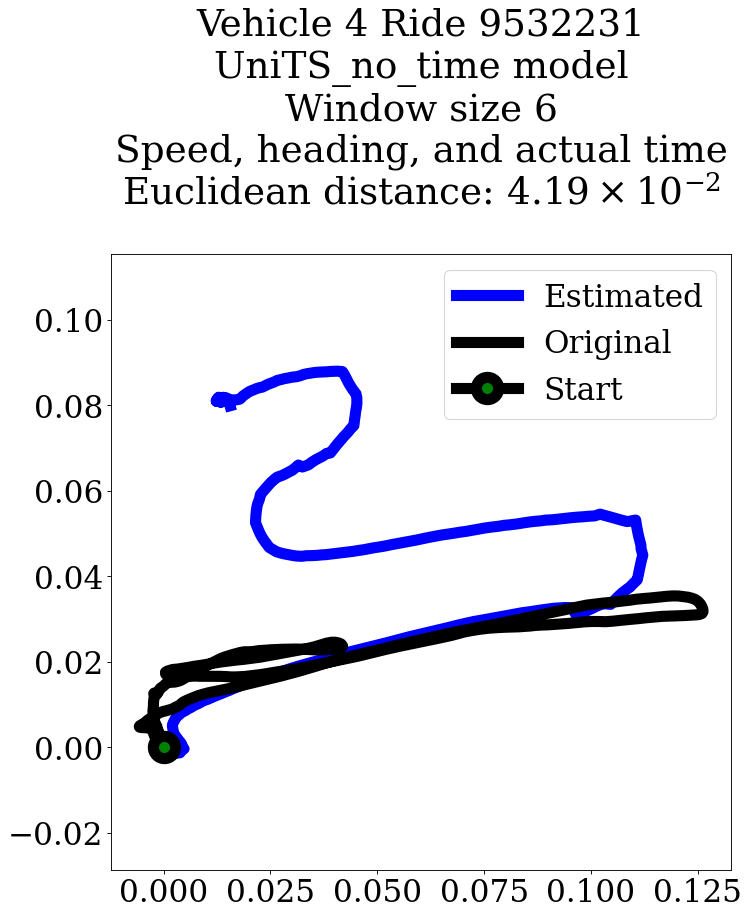 Vehicle 4 Ride 9532231
UniTS_no_time model
Window size 6
Speed, heading, and actual time
Euclidean distance: 4.19 × 10⁻²
Estimated
Original
Start
0.10
0.08
0.06
0.04
0.02
0.00
−0.02
0.000 0.025 0.050 0.075 0.100 0.125